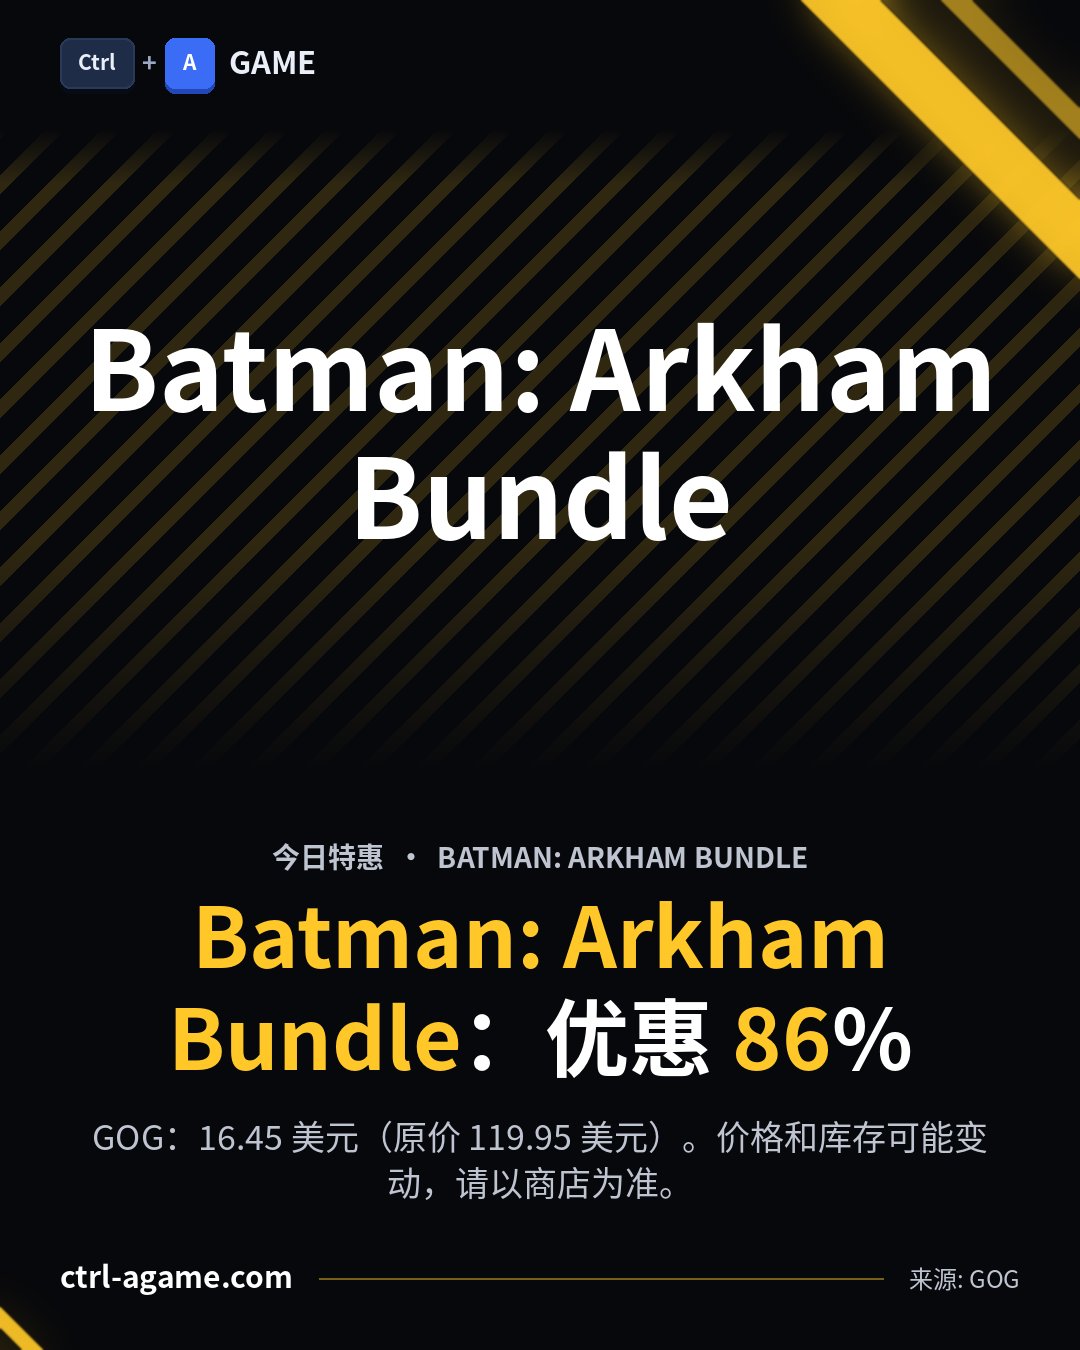 Ctrl + A GAME
Batman: Arkham
Bundle
今日特惠 · BATMAN: ARKHAM BUNDLE
Batman: Arkham
Bundle：优惠 86%
GOG：16.45 美元（原价 119.95 美元）。价格和库存可能变
动，请以商店为准。
ctrl-agame.com
来源: GOG